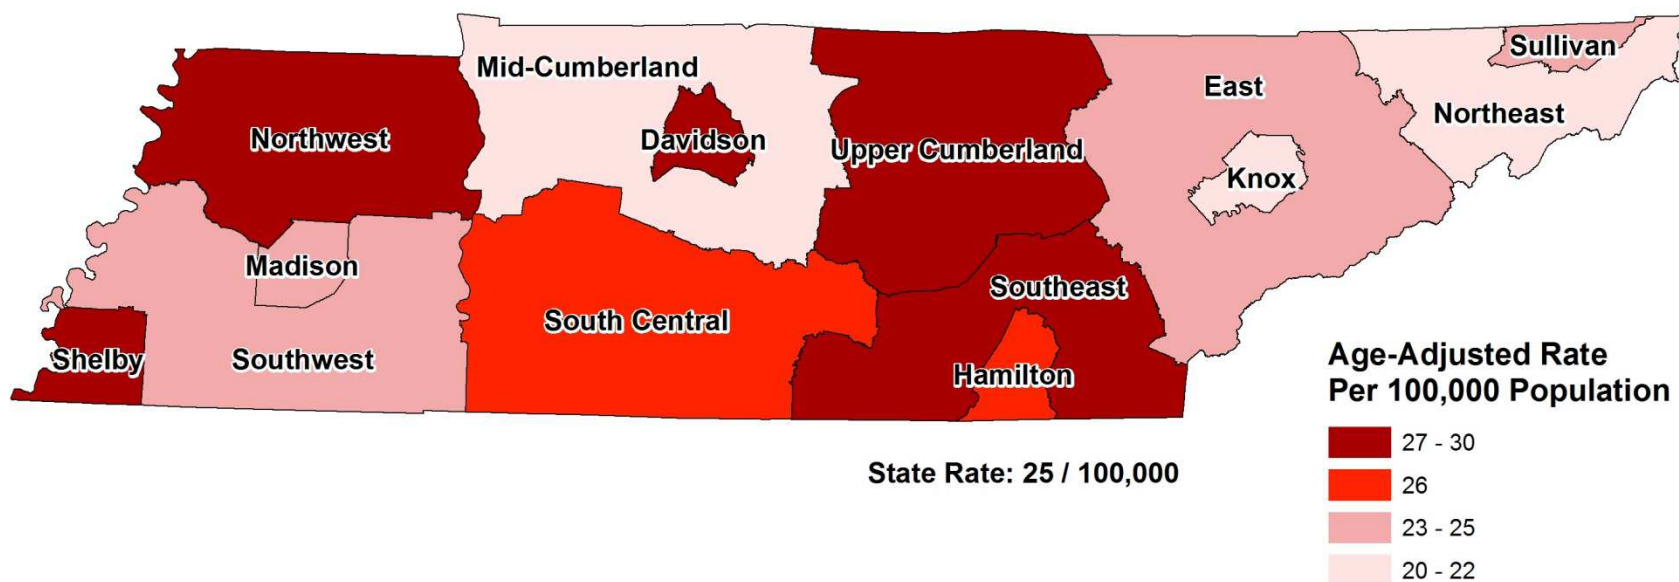 Sullivan
Mid-Cumberland
East
Northeast
Northwest
Davidson
Upper Cumberland
Knox
Madison
Southeast
South Central
Shelby
Southwest
Hamilton
Age-Adjusted Rate
Per 100,000 Population
27 - 30
26
23 - 25
20 - 22
State Rate: 25 / 100,000